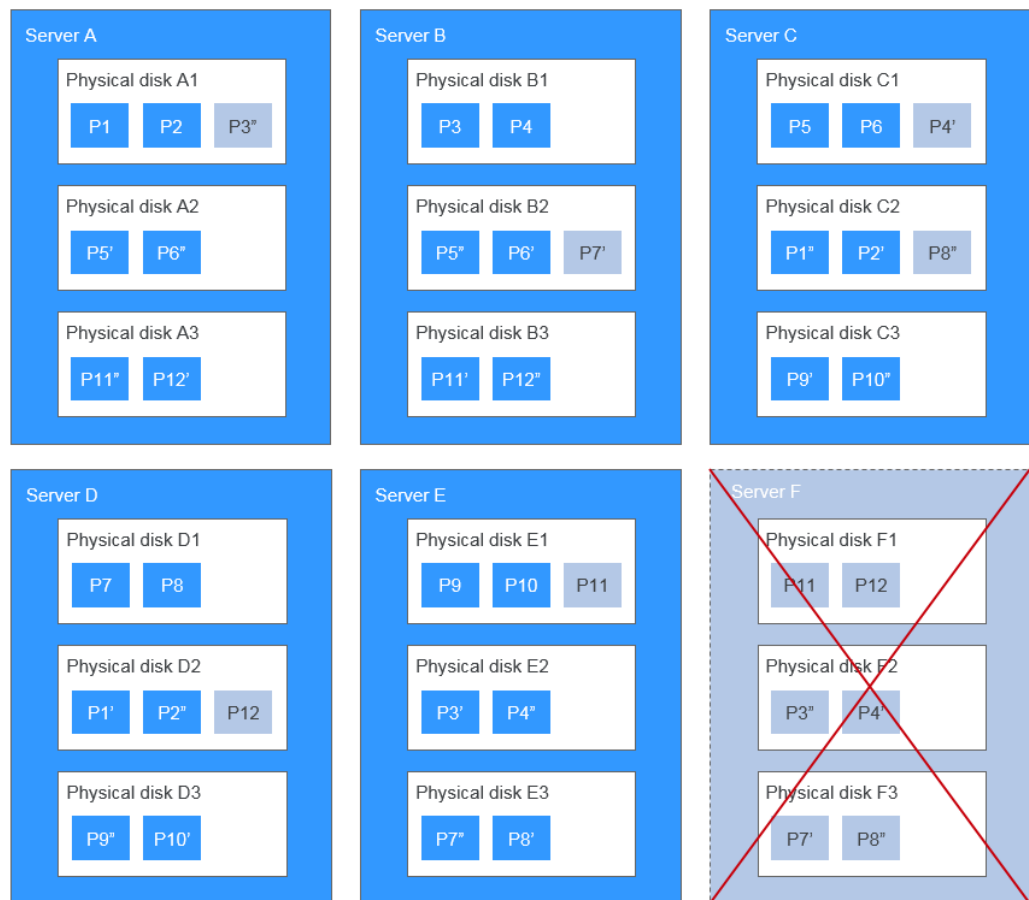 Server A
Physical disk A1
P1 P2 P3”
Physical disk A2
P5’ P6”
Physical disk A3
P11” P12’
Server B
Physical disk B1
P3 P4
Physical disk B2
P5” P6’ P7’
Physical disk B3
P11’ P12”
Server C
Physical disk C1
P5 P6 P4’
Physical disk C2
P1” P2’ P8”
Physical disk C3
P9’ P10”
Server D
Physical disk D1
P7 P8
Physical disk D2
P1’ P2” P12
Physical disk D3
P9” P10’
Server E
Physical disk E1
P9 P10 P11
Physical disk E2
P3’ P4”
Physical disk E3
P7” P8’
Server F
Physical disk F1
P11 P12
Physical disk F2
P3” P4’
Physical disk F3
P7’ P8”